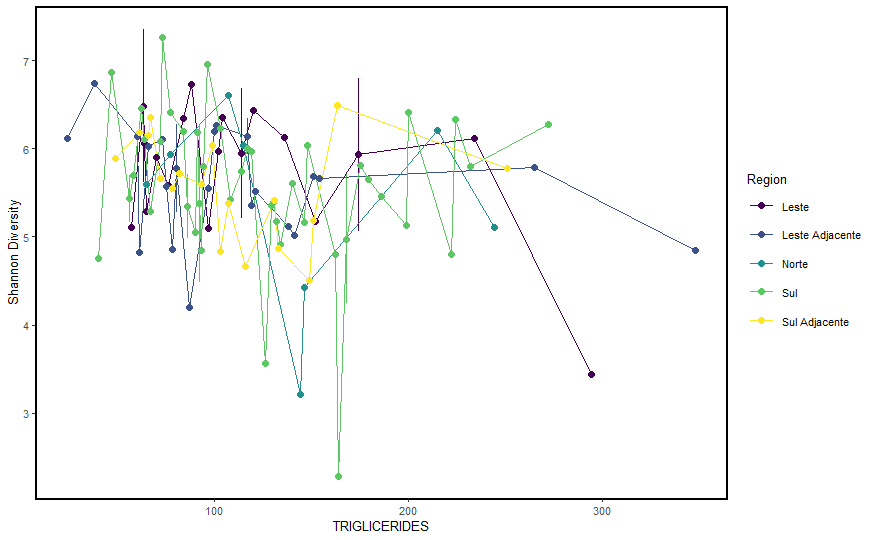 7
6
5
4
3
Shannon Diversity
100
200
300
TRIGLICERIDES
Region
Leste
Leste Adjacente
Norte
Sul
Sul Adjacente